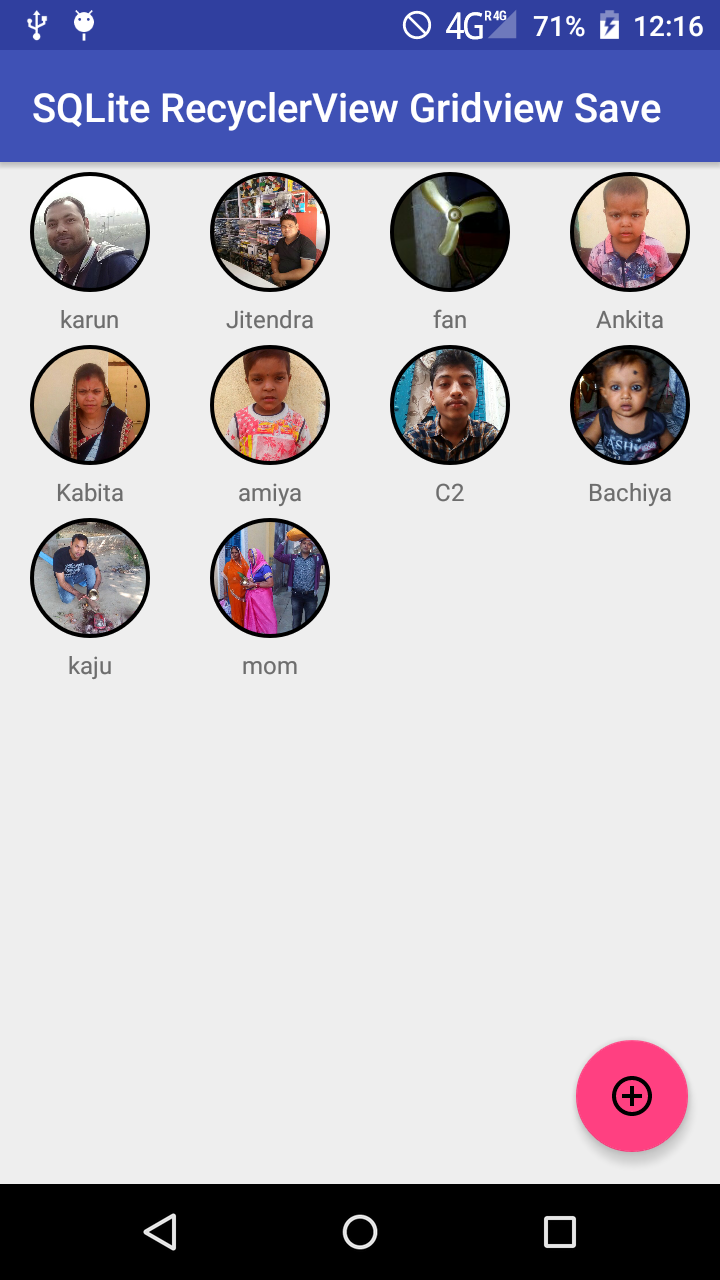 4G R4G 71% 12:16
SQLite RecyclerView Gridview Save
karun Jitendra fan Ankita
Kabita amiya C2 Bachiya
kaju mom